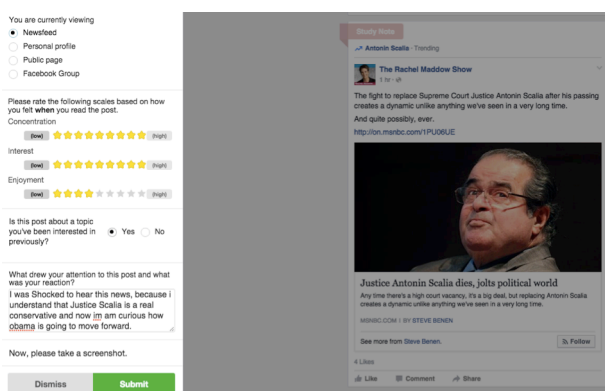 You are currently viewing
Newsfeed
Personal profile
Public page
Facebook Group
Please rate the following scales based on how
you felt when you read the post.
Concentration
(low) (high)
Interest
(low) (high)
Enjoyment
(low) (high)
Is this post about a topic
you've been interested in
previously?
Yes No
What drew your attention to this post and what
was your reaction?
I was Shocked to hear this news, because i
understand that Justice Scalia is a real
conservative and now im am curious how
obama is going to move forward.
Now, please take a screenshot.
Dismiss Submit
Study Note
Antonin Scalia · Trending
The Rachel Maddow Show
1 hr ·
The fight to replace Supreme Court Justice Antonin Scalia after his passing
creates a dynamic unlike anything we've seen in a very long time.
And quite possibly, ever.
http://on.msnbc.com/1PU06UE
Justice Antonin Scalia dies, jolts political world
Any time there's a high court vacancy, it's a big deal, but replacing Antonin Scalia
creates a dynamic unlike anything we've seen in a very long time.
MSNBC.COM | BY STEVE BENEN
See more from Steve Benen.
Follow
4 Likes
Like Comment Share